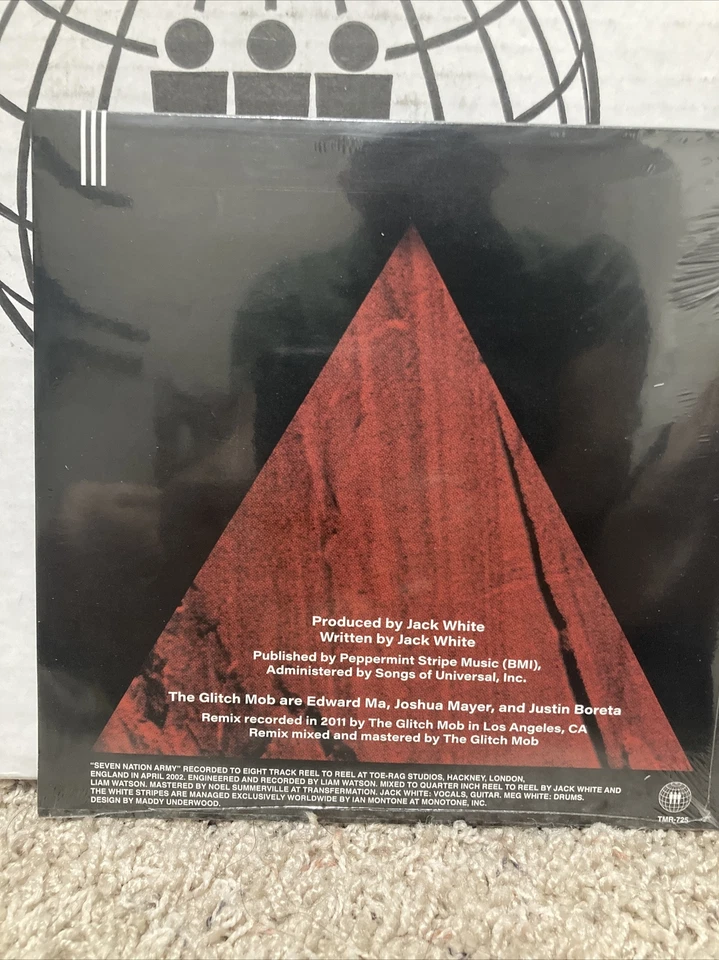 Produced by Jack White
Written by Jack White
Published by Peppermint Stripe Music (BMI),
Administered by Songs of Universal, Inc.
The Glitch Mob are Edward Ma, Joshua Mayer, and Justin Boreta
Remix recorded in 2011 by The Glitch Mob in Los Angeles, CA
Remix mixed and mastered by The Glitch Mob
"SEVEN NATION ARMY" RECORDED TO EIGHT TRACK REEL TO REEL AT TOE-RAG STUDIOS, HACKNEY, LONDON,
ENGLAND IN APRIL 2002. ENGINEERED AND RECORDED BY LIAM WATSON. MIXED TO QUARTER INCH REEL TO REEL BY JACK WHITE AND
LIAM WATSON. MASTERED BY NOEL SUMMERVILLE AT TRANSFERMATION. JACK WHITE: VOCALS, GUITAR. MEG WHITE: DRUMS.
THE WHITE STRIPES ARE MANAGED EXCLUSIVELY WORLDWIDE BY IAN MONTONE AT MONOTONE, INC.
DESIGN BY MADDY UNDERWOOD.
TMR-725